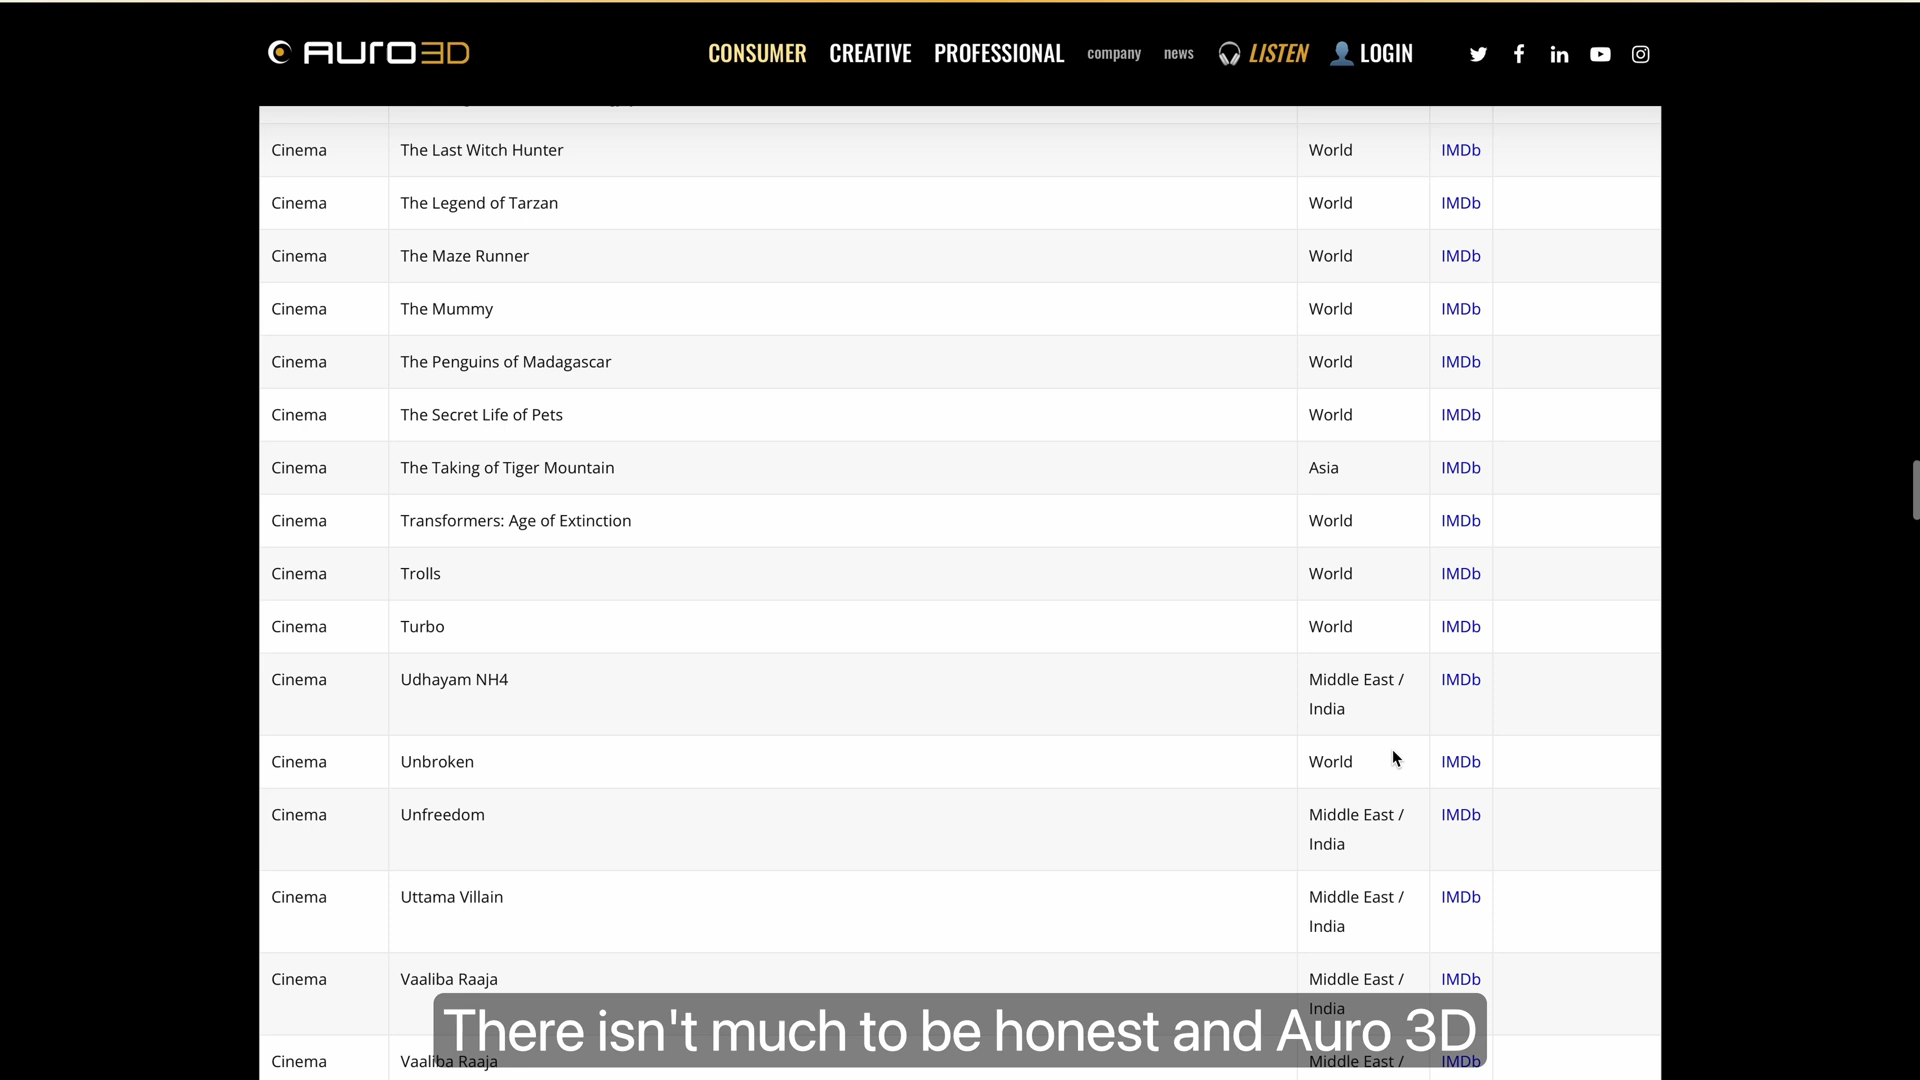 AURO3D CONSUMER CREATIVE PROFESSIONAL company news LISTEN LOGIN
Cinema The Last Witch Hunter World IMDb
Cinema The Legend of Tarzan World IMDb
Cinema The Maze Runner World IMDb
Cinema The Mummy World IMDb
Cinema The Penguins of Madagascar World IMDb
Cinema The Secret Life of Pets World IMDb
Cinema The Taking of Tiger Mountain Asia IMDb
Cinema Transformers: Age of Extinction World IMDb
Cinema Trolls World IMDb
Cinema Turbo World IMDb
Cinema Udhayam NH4 Middle East / IMDb
India
Cinema Unbroken World IMDb
Cinema Unfreedom Middle East / IMDb
India
Cinema Uttama Villain Middle East / IMDb
India
Cinema Vaaliba Raaja Middle East / IMDb
India
There isn't much to be honest and Auro 3D
Cinema Vaaliba Raaja Middle East / IMDb